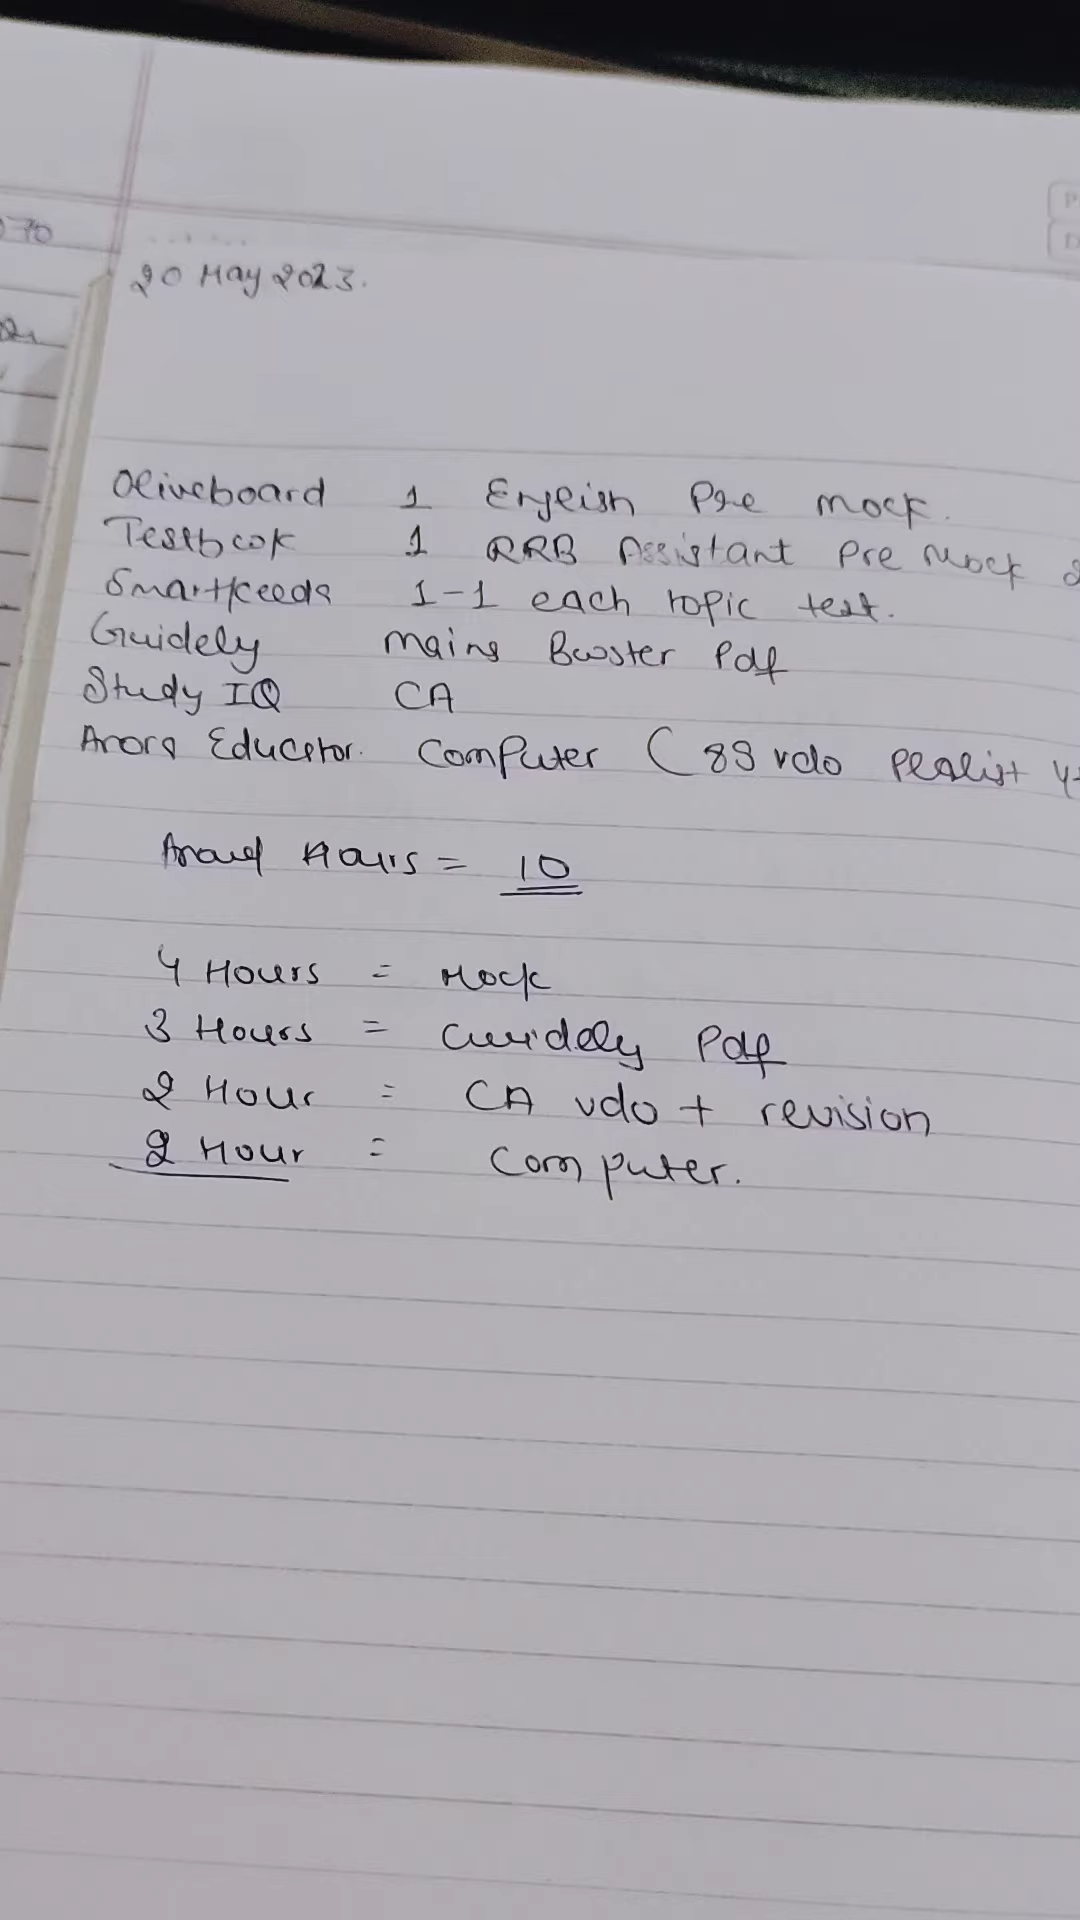 70
20 May 2023.
Oliveboard 1 English Pre mock.
Testbook 1 RRB Assistant Pre Mock
Smartkeeda 1-1 each topic test.
Guidely mains Booster Pdf
Study IQ CA
Arora Educator. Computer ( 89 vdo
Hours = 10
4 Hours = Mock
3 Hours = Guidely Pdf
2 Hour = CA vdo + revision
2 Hour = Computer.